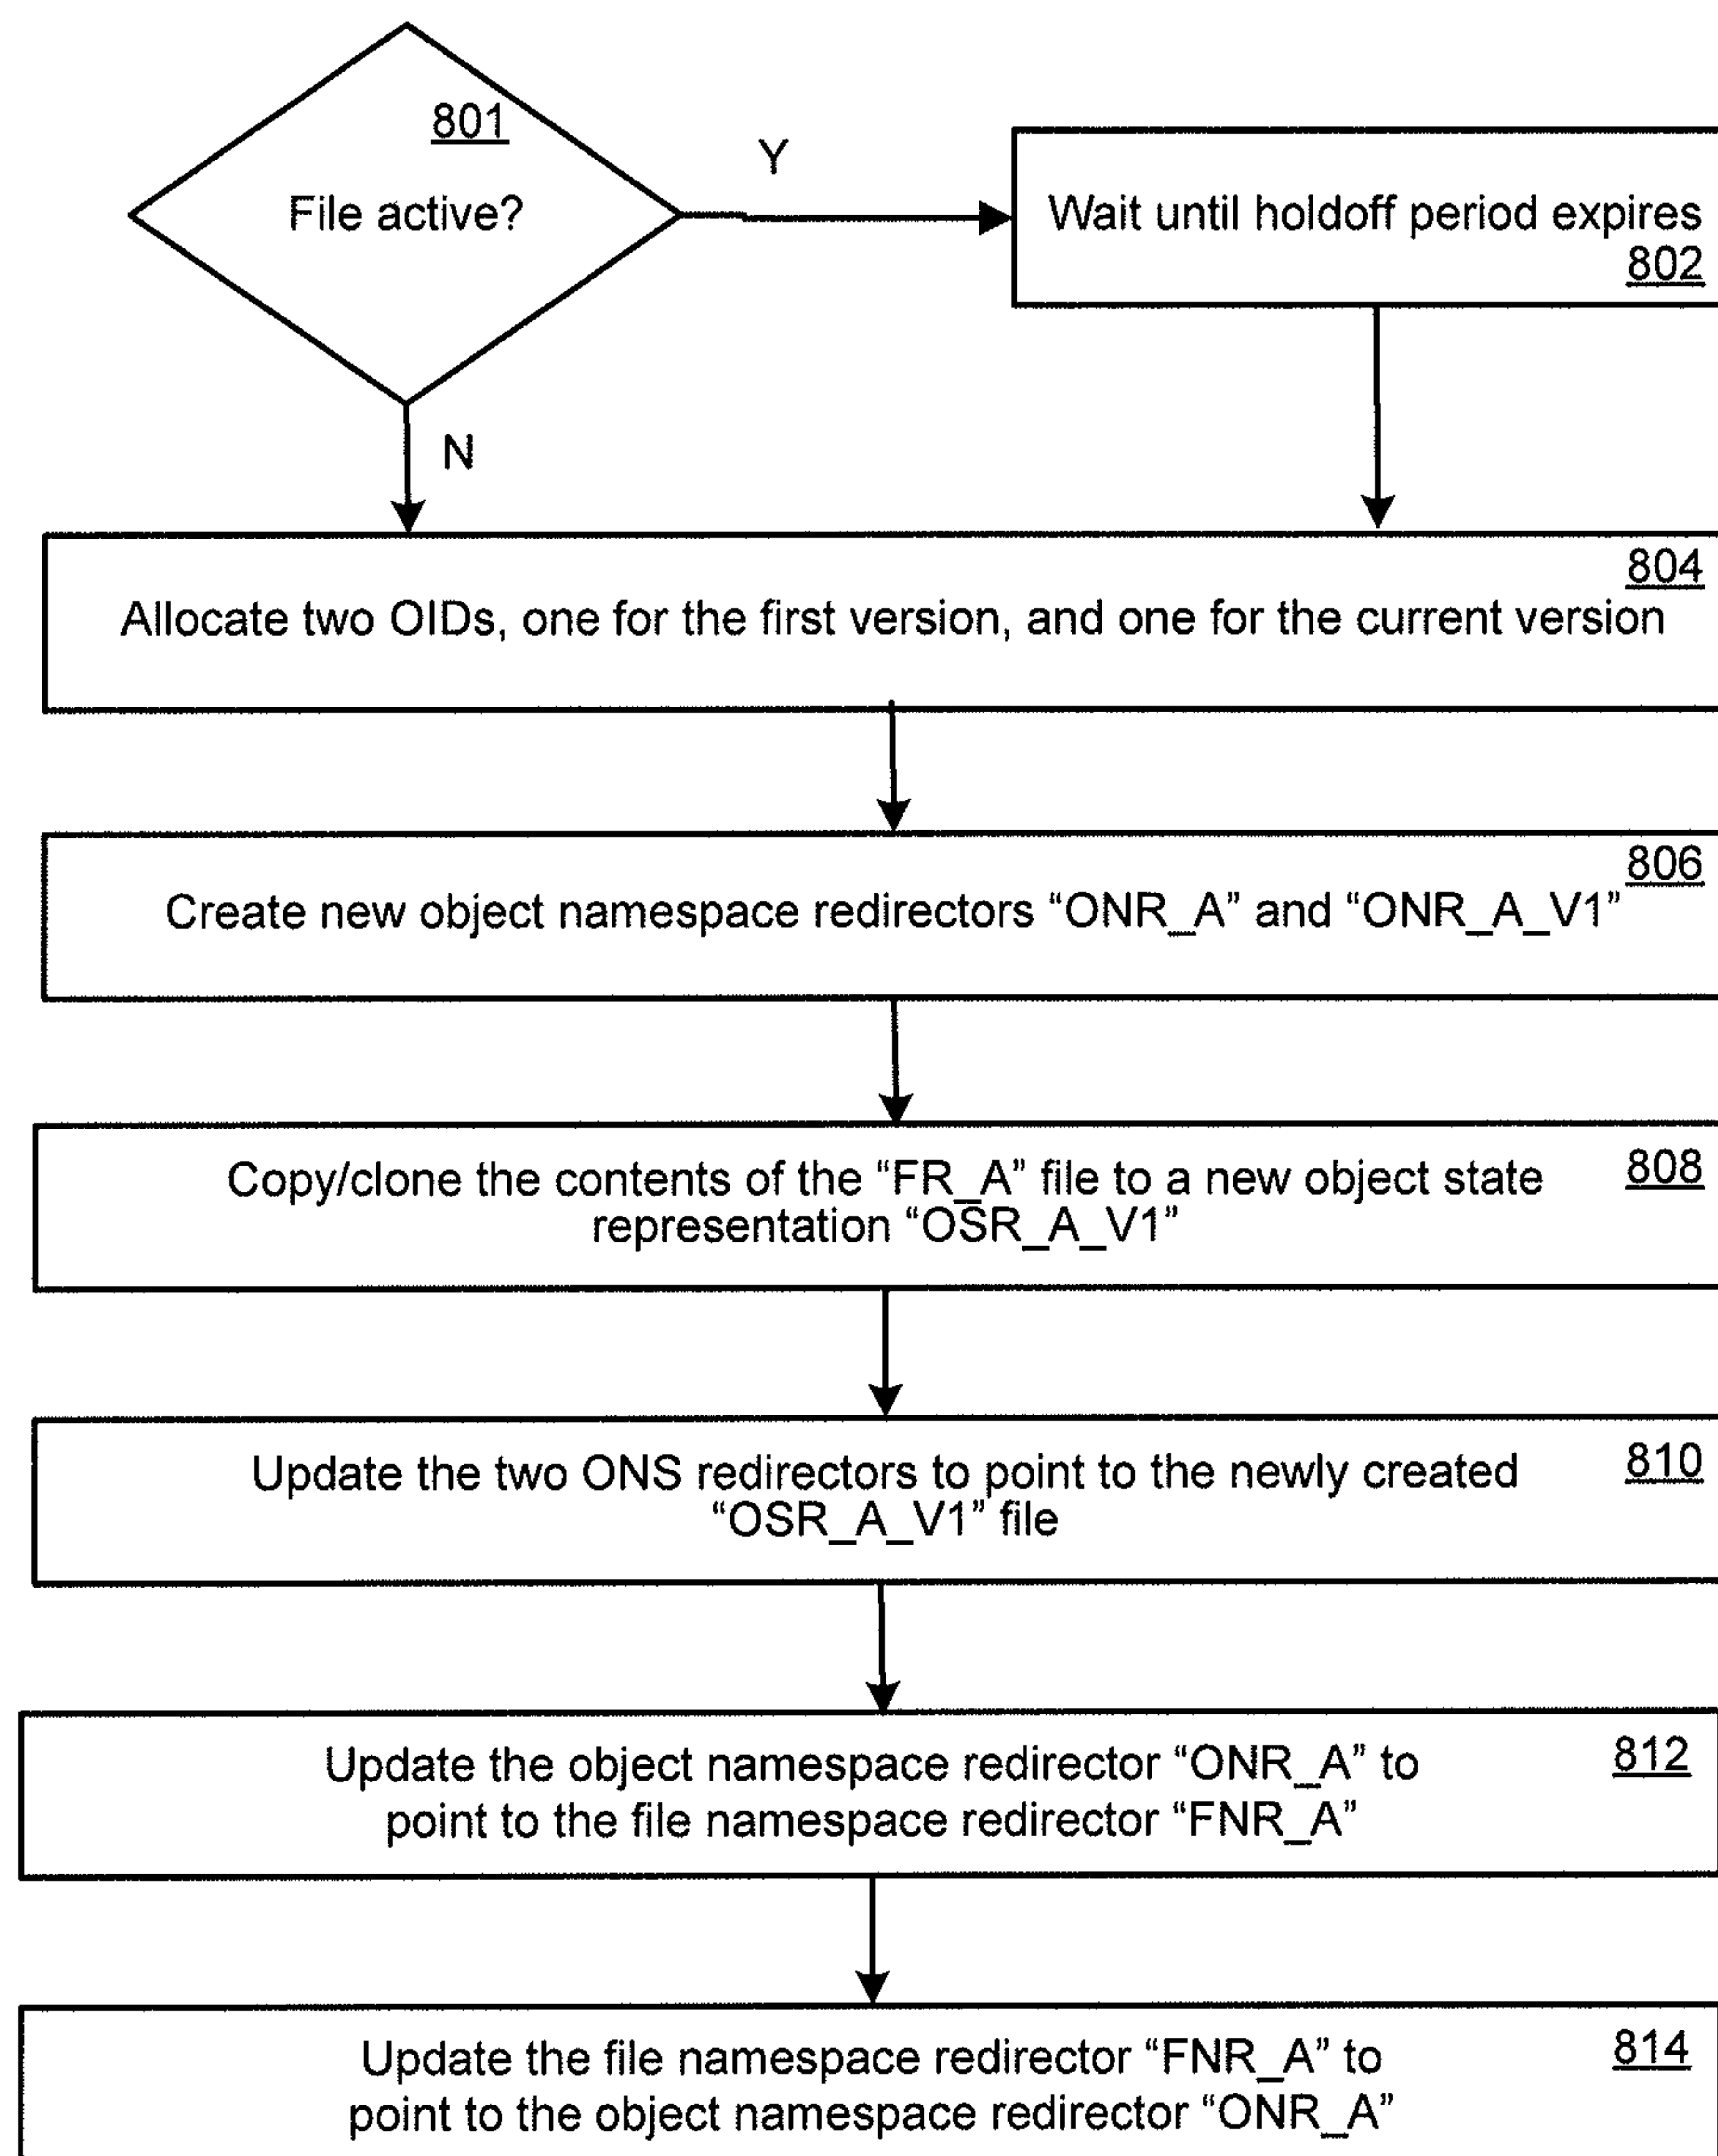 801
File active?
Y
Wait until holdoff period expires
802
N
804
Allocate two OIDs, one for the first version, and one for the current version
806
Create new object namespace redirectors “ONR_A” and “ONR_A_V1”
Copy/clone the contents of the “FR_A” file to a new object state
808
representation “OSR_A_V1”
Update the two ONS redirectors to point to the newly created
810
“OSR_A_V1” file
Update the object namespace redirector “ONR_A” to
812
point to the file namespace redirector “FNR_A”
Update the file namespace redirector “FNR_A” to
814
point to the object namespace redirector “ONR_A”